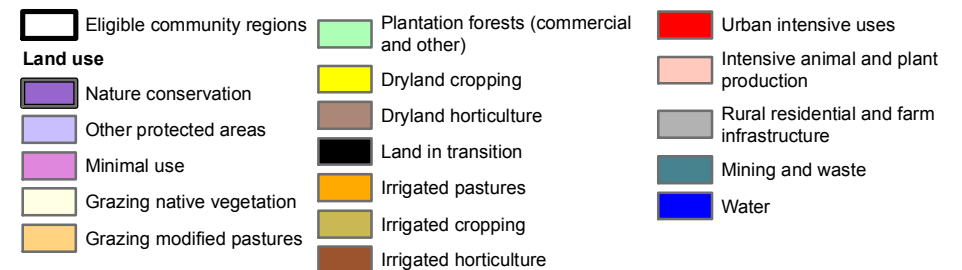 Eligible community regions
Land use
Nature conservation
Other protected areas
Minimal use
Grazing native vegetation
Grazing modified pastures
Plantation forests (commercial
and other)
Dryland cropping
Dryland horticulture
Land in transition
Irrigated pastures
Irrigated cropping
Irrigated horticulture
Urban intensive uses
Intensive animal and plant
production
Rural residential and farm
infrastructure
Mining and waste
Water